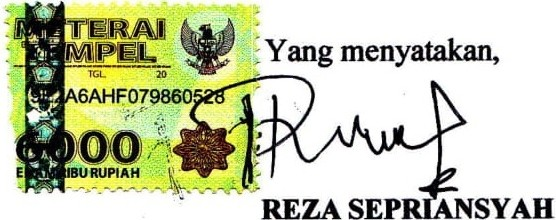 METERAI
TEMPEL
TGL. 20
A6AHF079860528
6000
ENAM RIBU RUPIAH
Yang menyatakan,
REZA SEPRIANSYAH